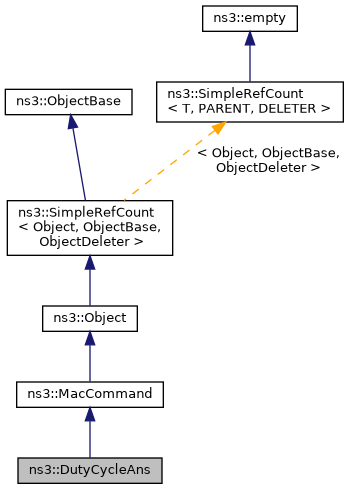 ns3::empty
ns3::SimpleRefCount
< T, PARENT, DELETER >
ns3::ObjectBase
< Object, ObjectBase,
ObjectDeleter >
ns3::SimpleRefCount
< Object, ObjectBase,
ObjectDeleter >
ns3::Object
ns3::MacCommand
ns3::DutyCycleAns